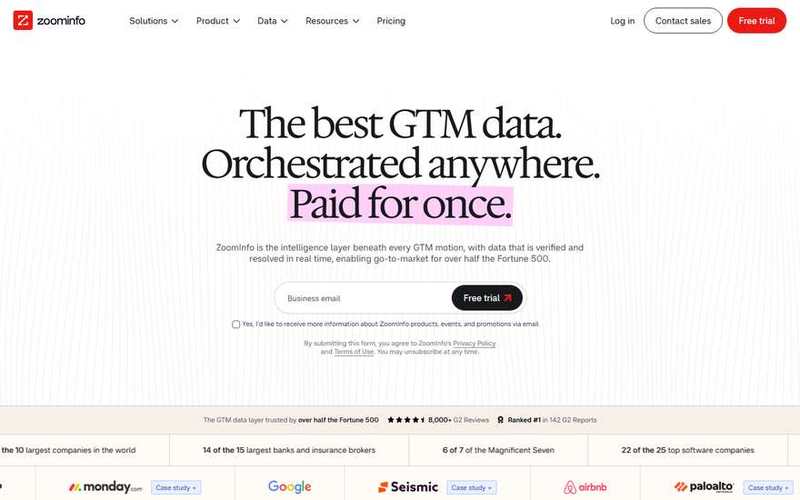 zoominfo
Solutions Product Data Resources Pricing
Log in Contact sales Free trial
The best GTM data.
Orchestrated anywhere.
Paid for once.
ZoomInfo is the intelligence layer beneath every GTM motion, with data that is verified and
resolved in real time, enabling go-to-market for over half the Fortune 500.
Business email Free trial
Yes, I'd like to receive more information about ZoomInfo products, events, and promotions via email
By submitting this form, you agree to ZoomInfo's Privacy Policy
and Terms of Use. You may unsubscribe at any time.
The GTM data layer trusted by over half the Fortune 500 8,000+ G2 Reviews Ranked #1 in 142 G2 Reports
the 10 largest companies in the world 14 of the 15 largest banks and insurance brokers 6 of 7 of the Magnificent Seven 22 of the 25 top software companies
monday.com Case study Google Seismic Case study airbnb paloalto Case study